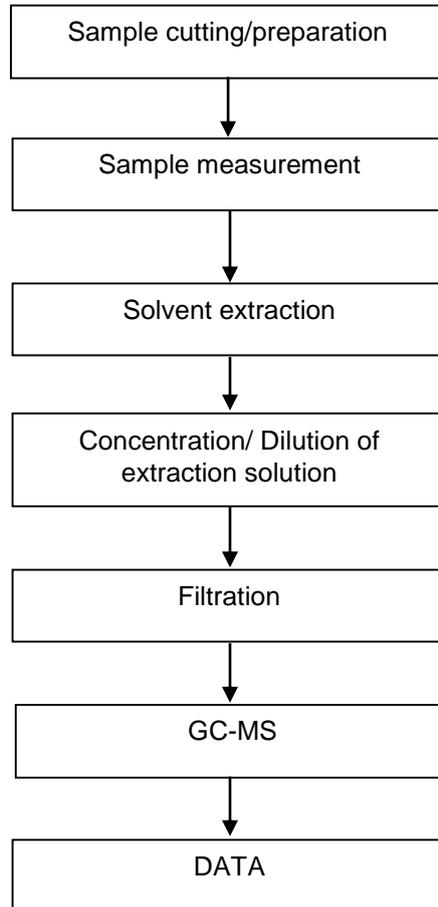 Sample cutting/preparation
Sample measurement
Solvent extraction
Concentration/ Dilution of
extraction solution
Filtration
GC-MS
DATA